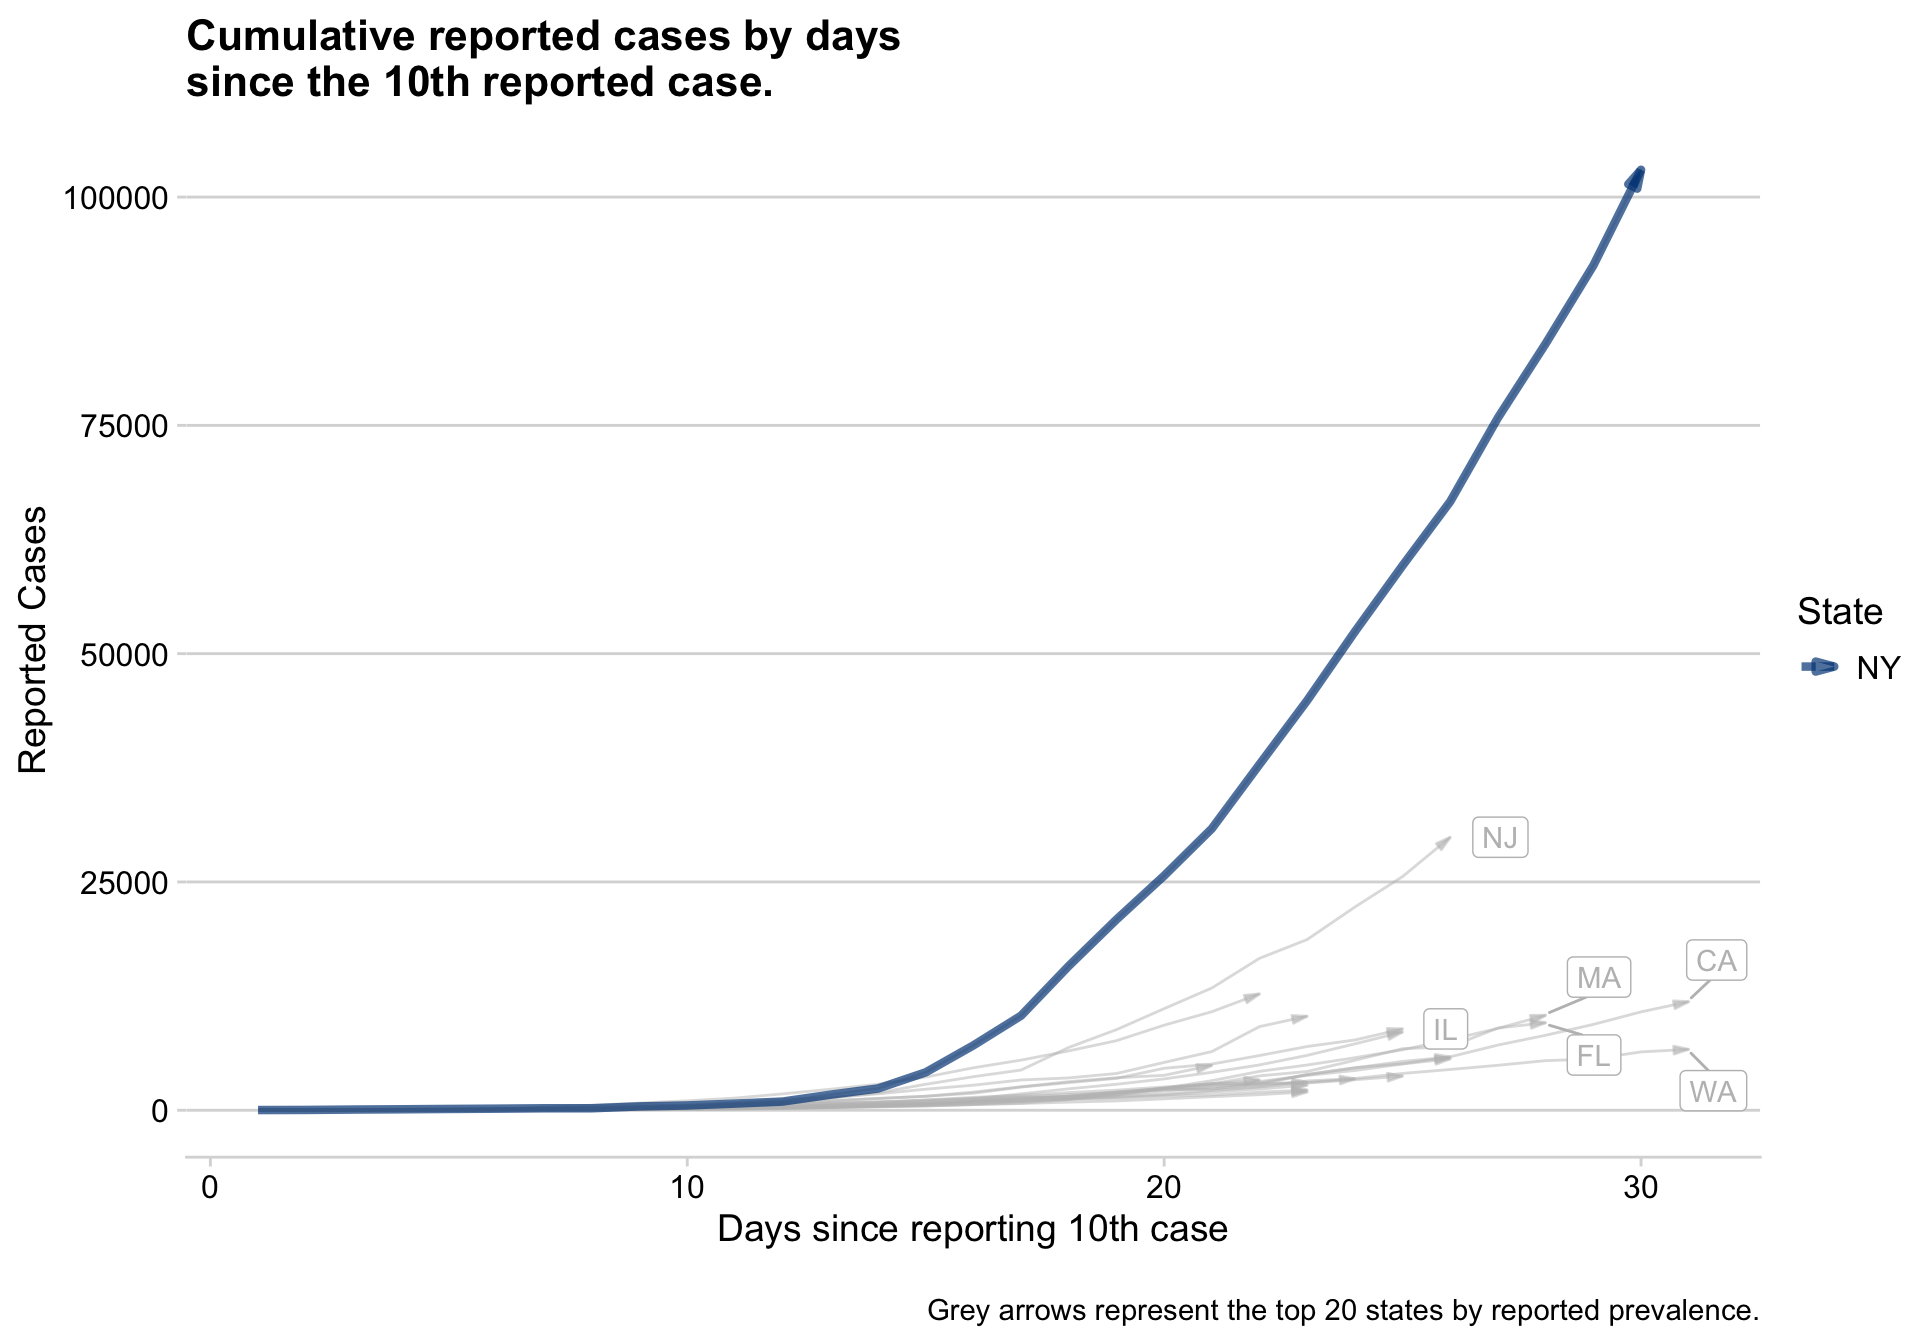 Cumulative reported cases by days
since the 10th reported case.
100000
75000
50000
25000
0
Reported Cases
NJ
CA
MA
IL
FL
WA
State
NY
0 10 20 30
Days since reporting 10th case
Grey arrows represent the top 20 states by reported prevalence.